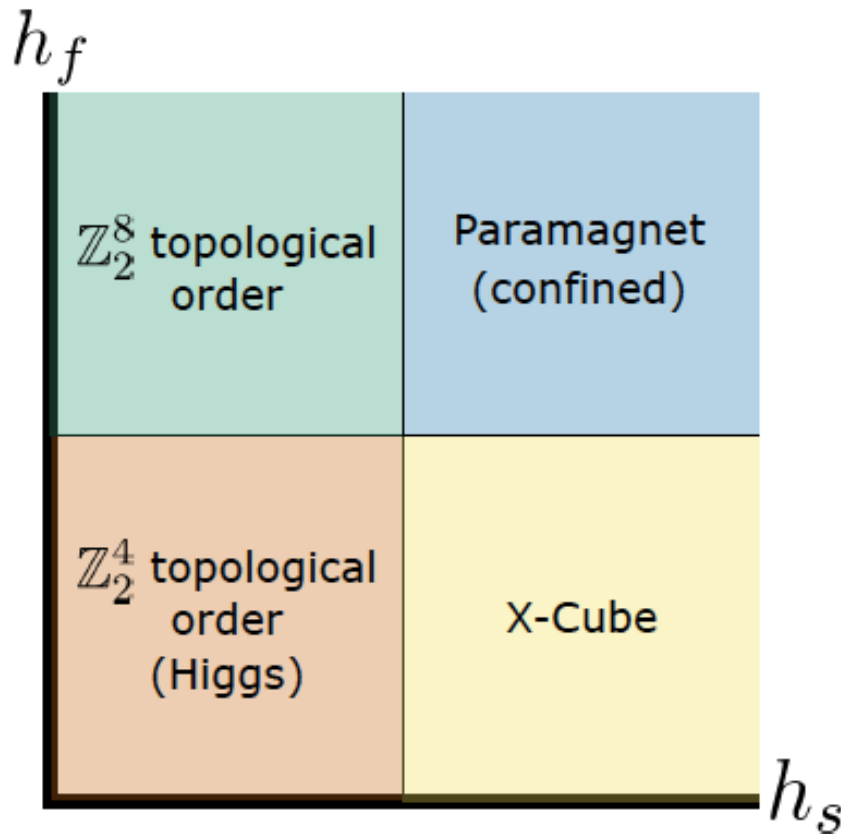 h_f
ℤ₂⁸ topological
order
Paramagnet
(confined)
ℤ₂⁴ topological
order
(Higgs)
X-Cube
h_s